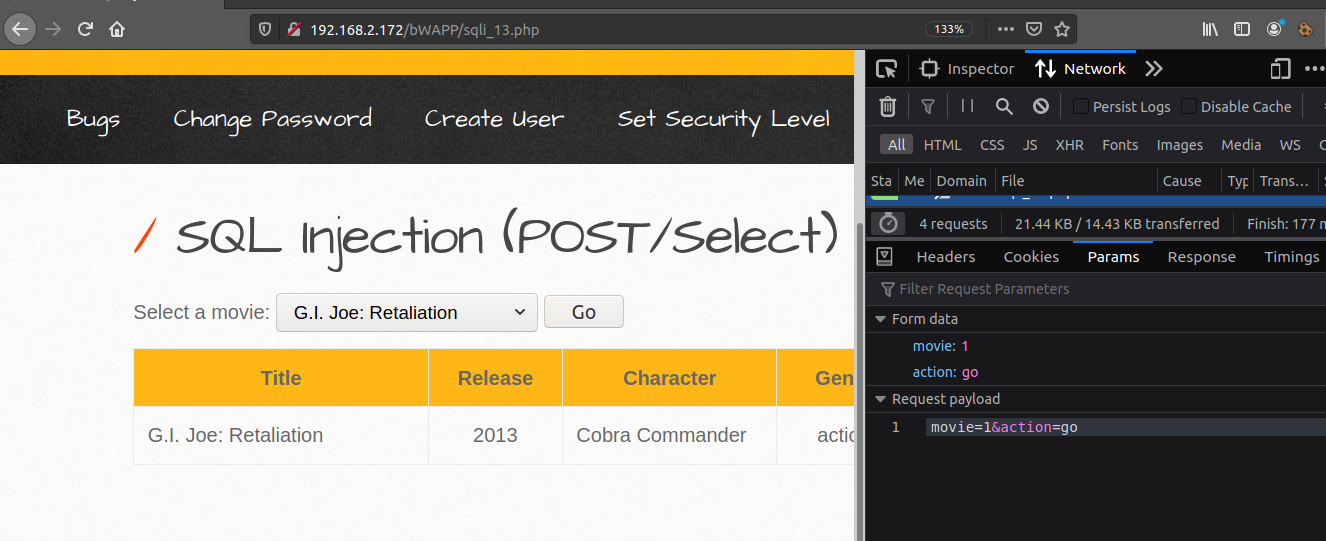 192.168.2.172/bWAPP/sqli_13.php
133%
Inspector
Network
Bugs
Change Password
Create User
Set Security Level
Persist Logs
Disable Cache
All
HTML
CSS
JS
XHR
Fonts
Images
Media
WS
Sta
Me
Domain
File
Cause
Typ
Trans...
4 requests
21.44 KB / 14.43 KB transferred
Finish: 177 m
/ SQL Injection (POST/Select)
Headers
Cookies
Params
Response
Timings
Filter Request Parameters
Select a movie:
G.I. Joe: Retaliation
Go
Form data
movie: 1
action: go
Title
Release
Character
Gen
Request payload
1
movie=1&action=go
G.I. Joe: Retaliation
2013
Cobra Commander
actio